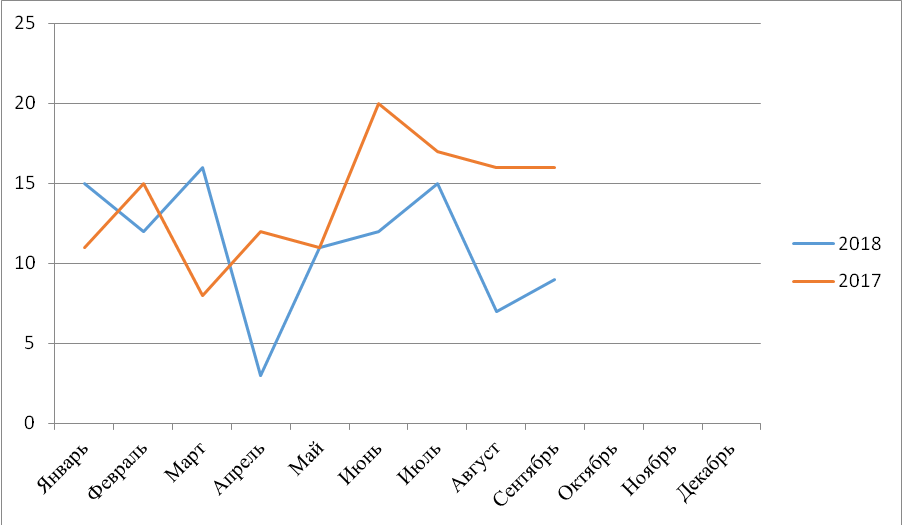 25
20
15
10
5
0
Январь
Февраль
Март
Апрель
Май
Июнь
Июль
Август
Сентябрь
Октябрь
Ноябрь
Декабрь
2018
2017